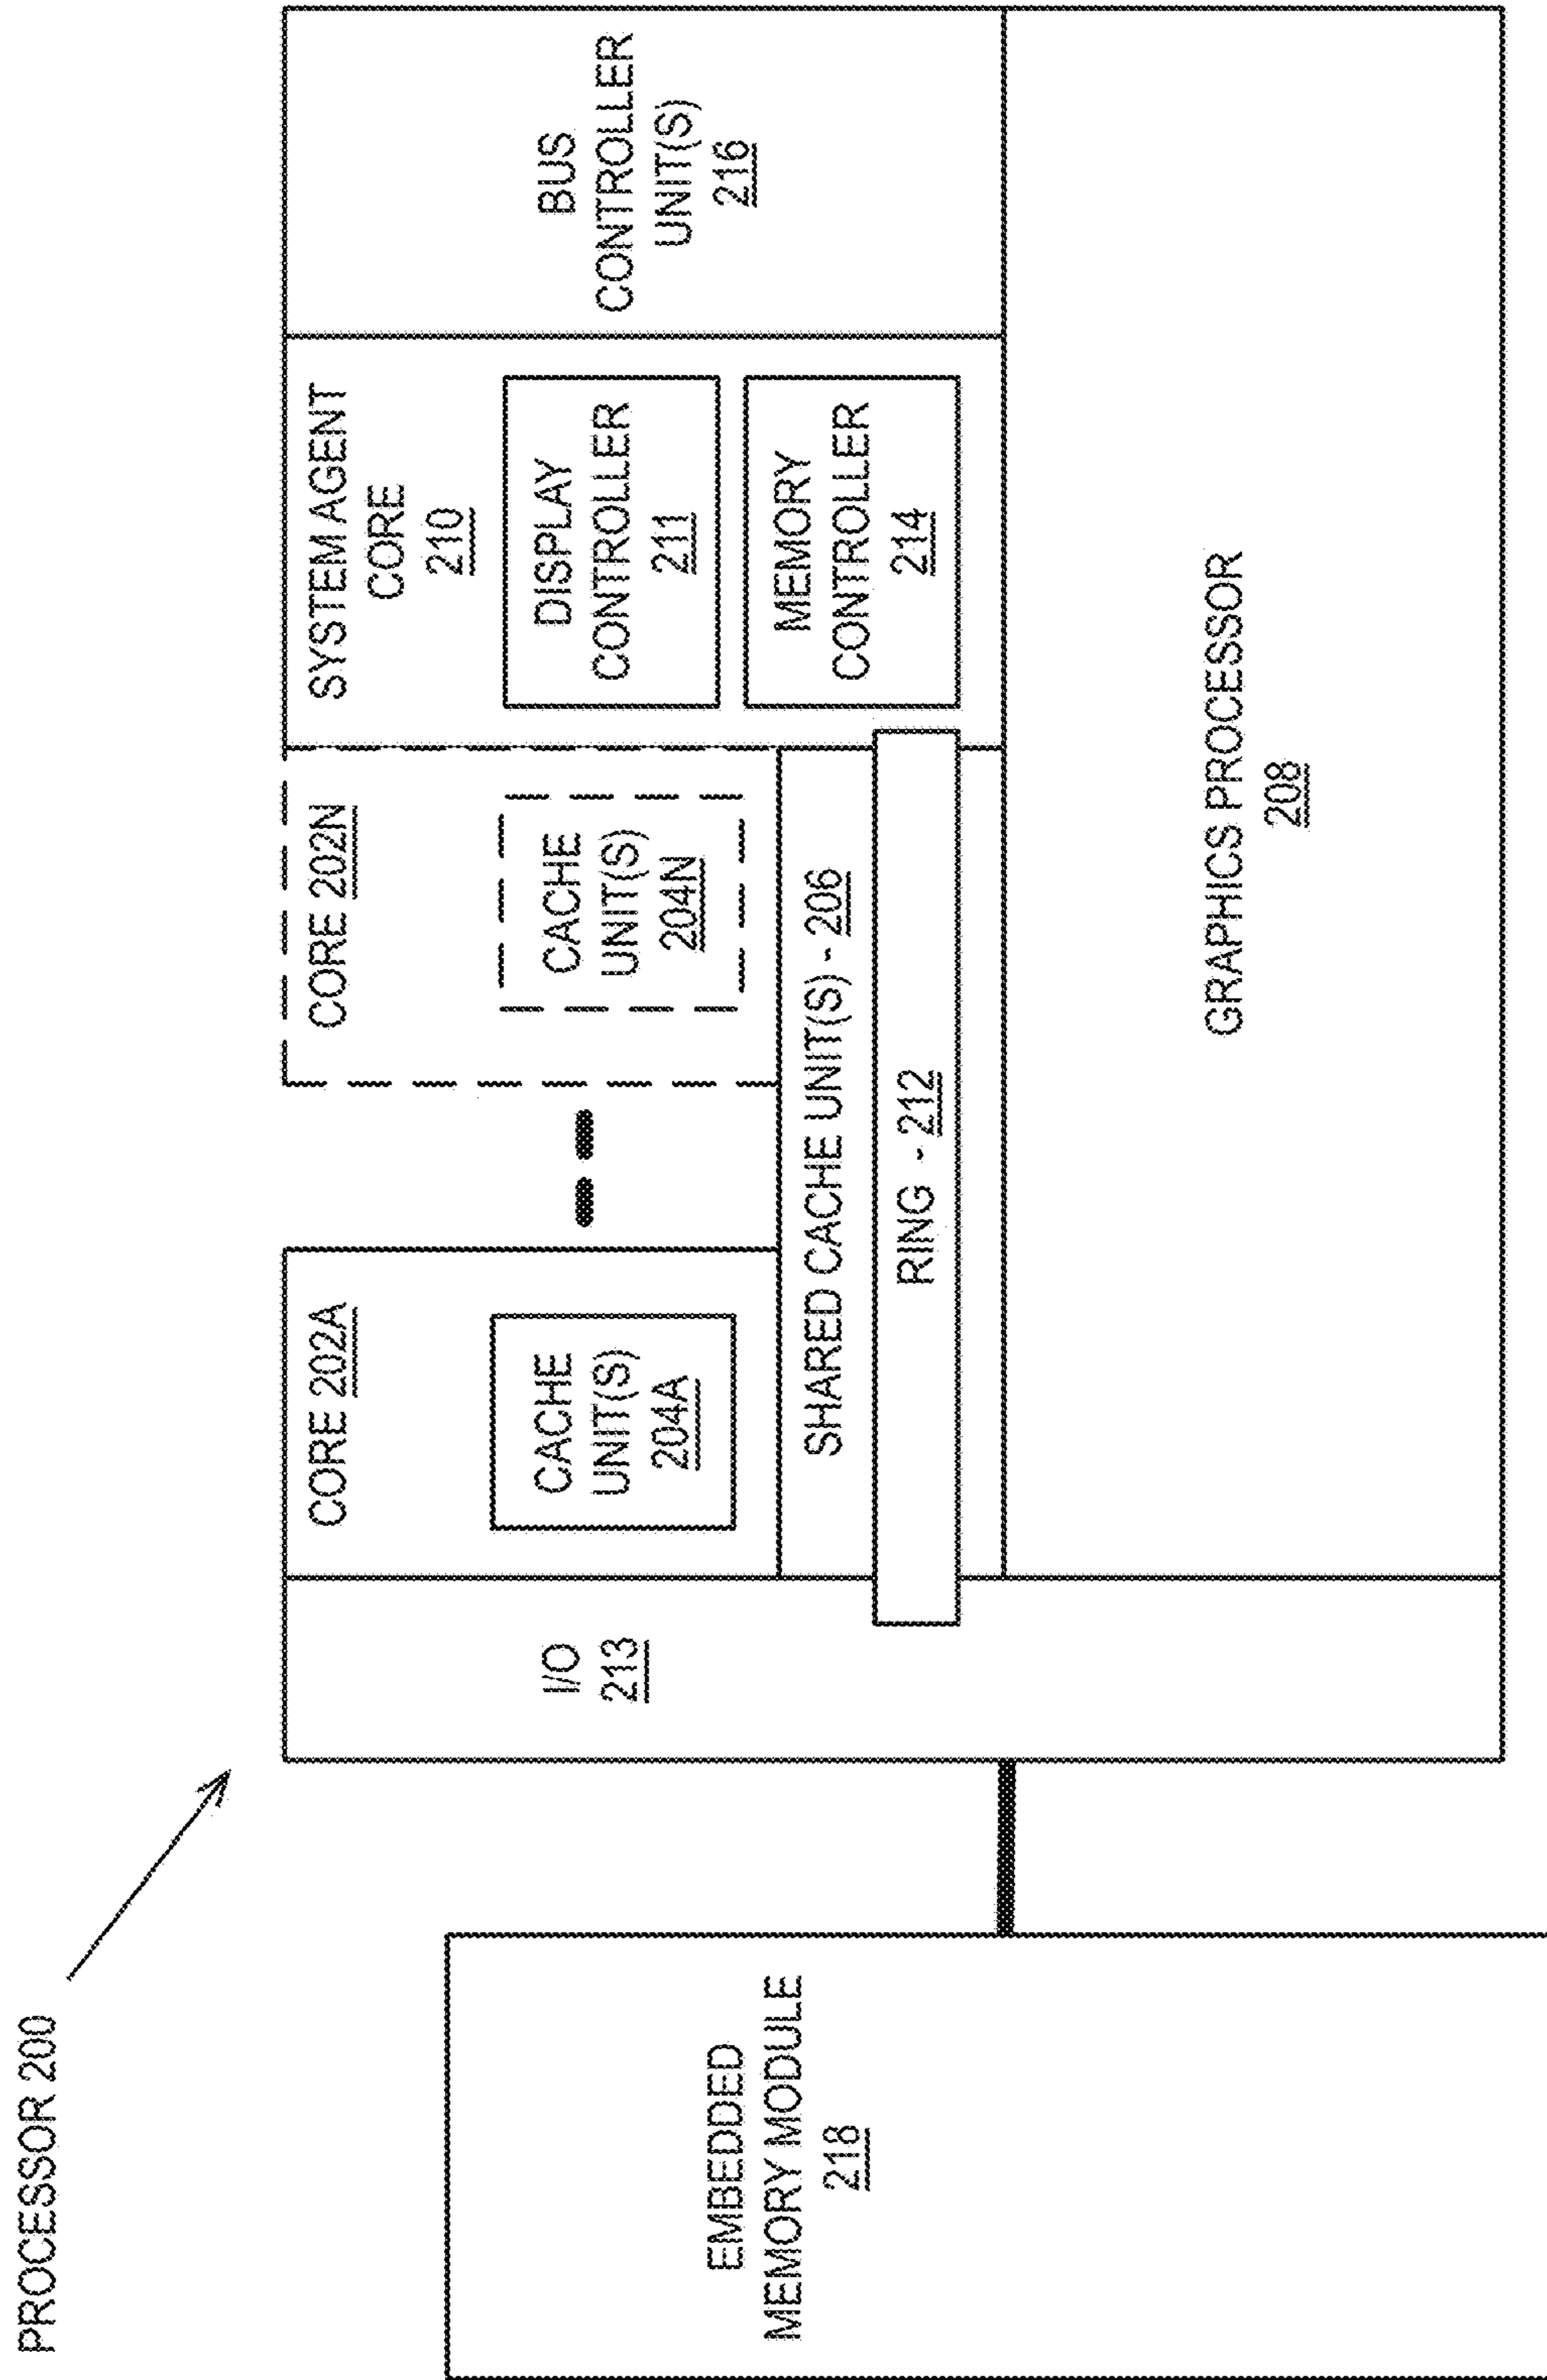 PROCESSOR 200
EMBEDDED
MEMORY MODULE
218
I/O
213
CORE 202A
CACHE
UNIT(S)
204A
CORE 202N
CACHE
UNIT(S)
204N
SHARED CACHE UNIT(S) - 206
RING - 212
SYSTEM AGENT
CORE
210
DISPLAY
CONTROLLER
211
MEMORY
CONTROLLER
214
BUS
CONTROLLER
UNIT(S)
216
GRAPHICS PROCESSOR
208